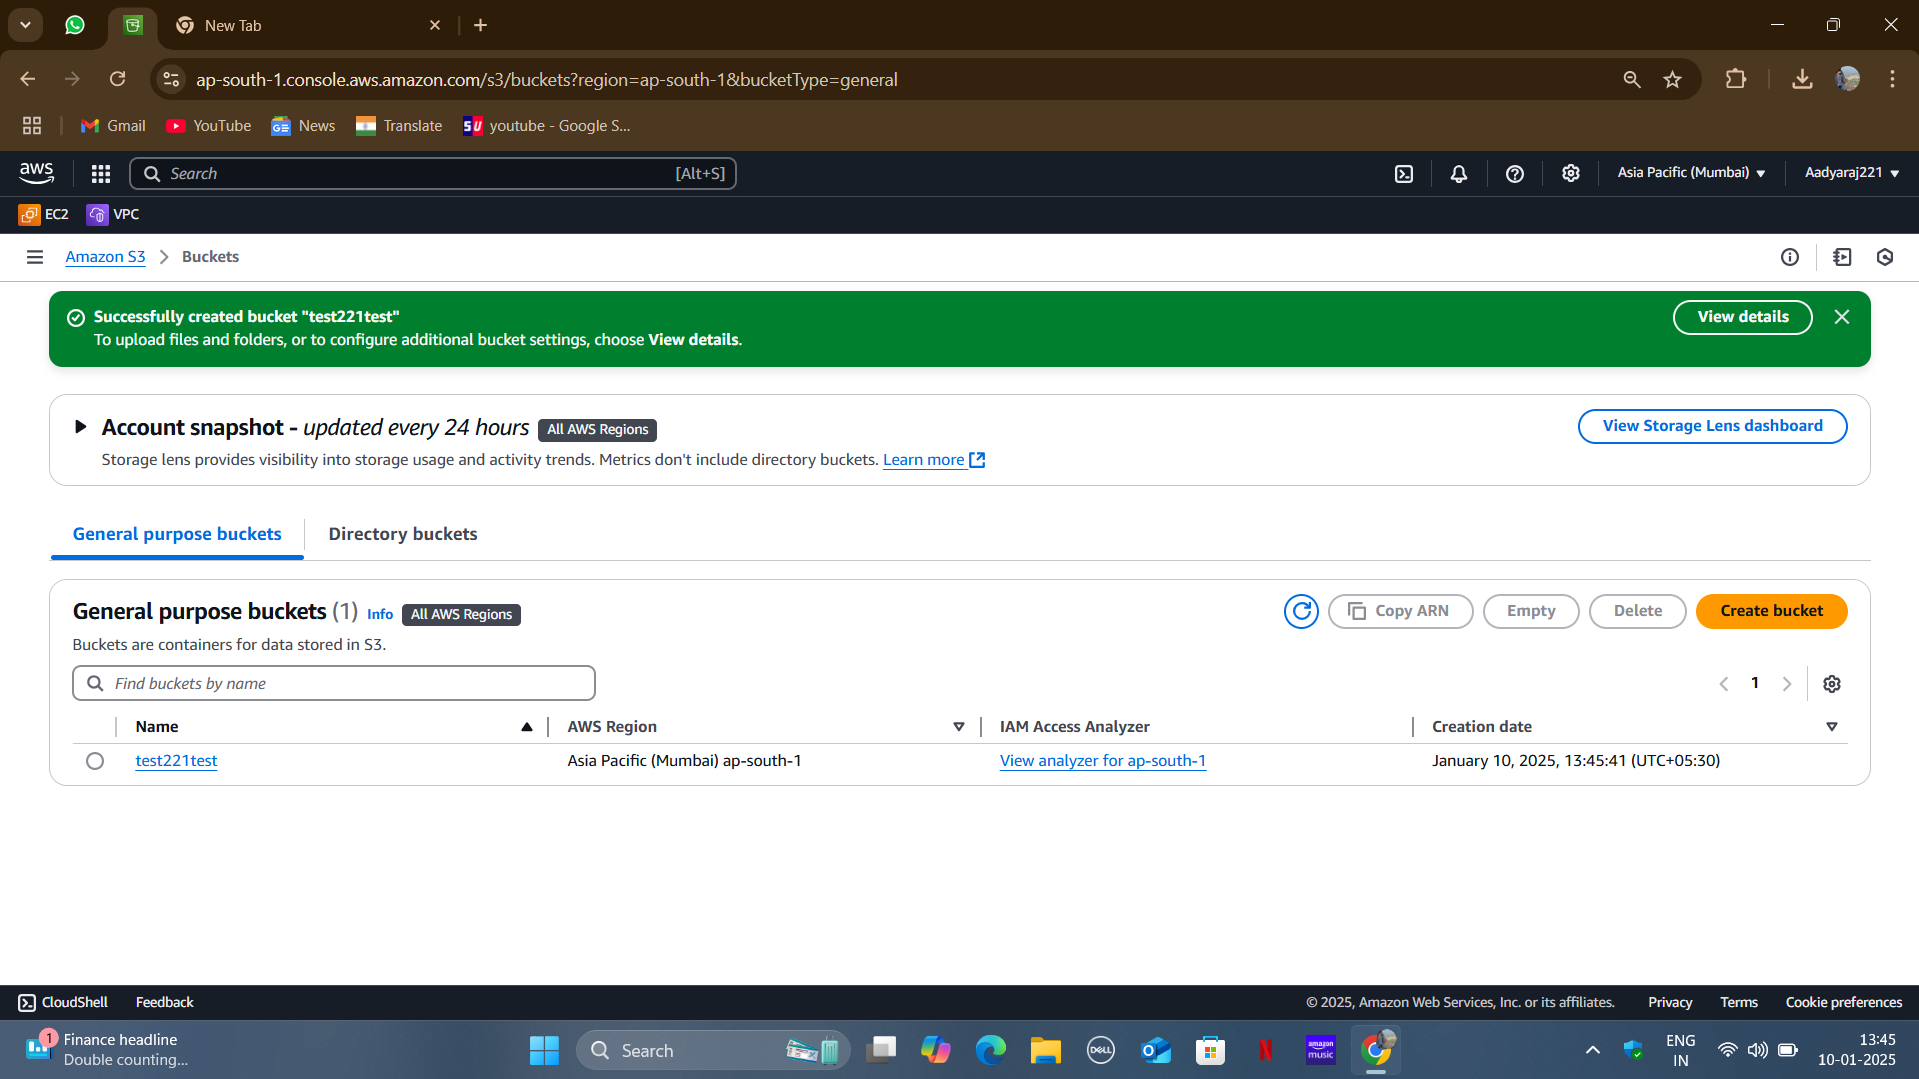 New Tab
ap-south-1.console.aws.amazon.com/s3/buckets?region=ap-south-1&bucketType=general
Gmail
YouTube
News
Translate
youtube - Google S...
aws
Search
[Alt+S]
Asia Pacific (Mumbai)
Aadyaraj221
EC2
VPC
Amazon S3
Buckets
Successfully created bucket "test221test"
To upload files and folders, or to configure additional bucket settings, choose View details.
View details
Account snapshot - updated every 24 hours
All AWS Regions
View Storage Lens dashboard
Storage lens provides visibility into storage usage and activity trends. Metrics don't include directory buckets. Learn more
General purpose buckets
Directory buckets
General purpose buckets (1)
Info
All AWS Regions
Copy ARN
Empty
Delete
Create bucket
Buckets are containers for data stored in S3.
Find buckets by name
1
Name
AWS Region
IAM Access Analyzer
Creation date
test221test
Asia Pacific (Mumbai) ap-south-1
View analyzer for ap-south-1
January 10, 2025, 13:45:41 (UTC+05:30)
CloudShell
Feedback
© 2025, Amazon Web Services, Inc. or its affiliates.
Privacy
Terms
Cookie preferences
1
Finance headline
Double counting...
Search
DELL
amazon
music
ENG
IN
13:45
10-01-2025